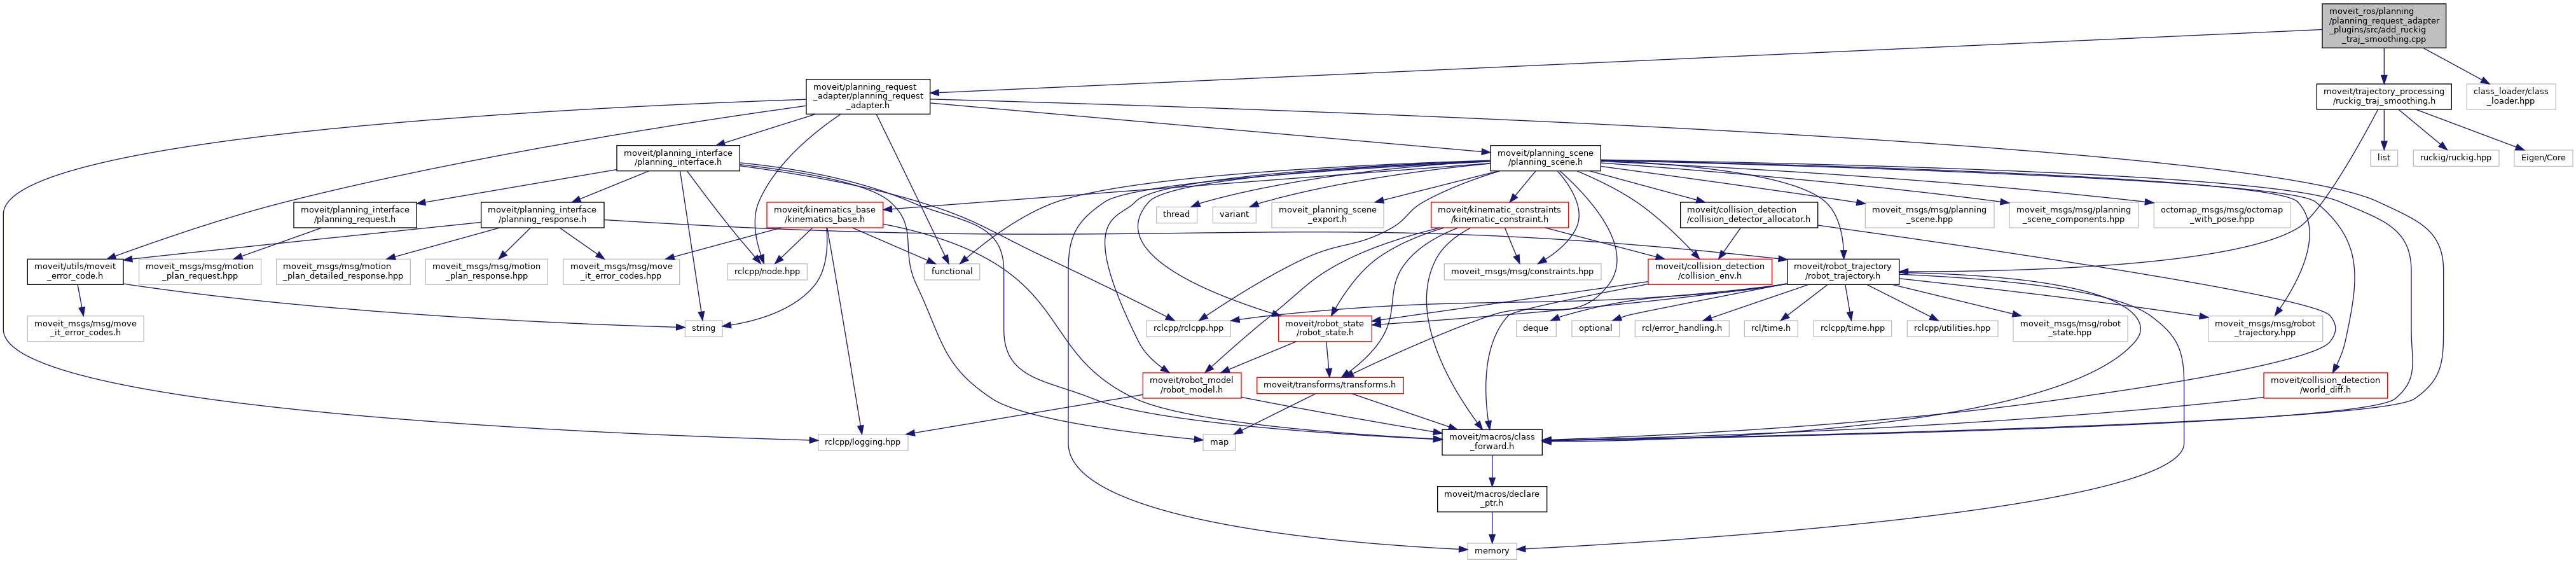 moveit_ros/planning
/planning_request_adapter
_plugins/src/add_ruckig
_traj_smoothing.cpp
moveit/planning_request
_adapter/planning_request
_adapter.h
moveit/trajectory_processing
/ruckig_traj_smoothing.h
class_loader/class
_loader.hpp
moveit/planning_interface
/planning_interface.h
moveit/planning_scene
/planning_scene.h
list
ruckig/ruckig.hpp
Eigen/Core
moveit/planning_interface
/planning_request.h
moveit/planning_interface
/planning_response.h
moveit/kinematics_base
/kinematics_base.h
thread
variant
moveit_planning_scene
_export.h
moveit/kinematic_constraints
/kinematic_constraint.h
moveit/collision_detection
/collision_detector_allocator.h
moveit_msgs/msg/planning
_scene.hpp
moveit_msgs/msg/planning
_scene_components.hpp
octomap_msgs/msg/octomap
_with_pose.hpp
moveit/utils/moveit
_error_code.h
moveit_msgs/msg/motion
_plan_request.hpp
moveit_msgs/msg/motion
_plan_detailed_response.hpp
moveit_msgs/msg/motion
_plan_response.hpp
moveit_msgs/msg/move
_it_error_codes.hpp
rclcpp/node.hpp
functional
moveit_msgs/msg/constraints.hpp
moveit/collision_detection
/collision_env.h
moveit/robot_trajectory
/robot_trajectory.h
moveit_msgs/msg/move
_it_error_codes.h
string
rclcpp/rclcpp.hpp
moveit/robot_state
/robot_state.h
deque
optional
rcl/error_handling.h
rcl/time.h
rclcpp/time.hpp
rclcpp/utilities.hpp
moveit_msgs/msg/robot
_state.hpp
moveit_msgs/msg/robot
_trajectory.hpp
moveit/robot_model
/robot_model.h
moveit/transforms/transforms.h
moveit/collision_detection
/world_diff.h
rclcpp/logging.hpp
map
moveit/macros/class
_forward.h
moveit/macros/declare
_ptr.h
memory